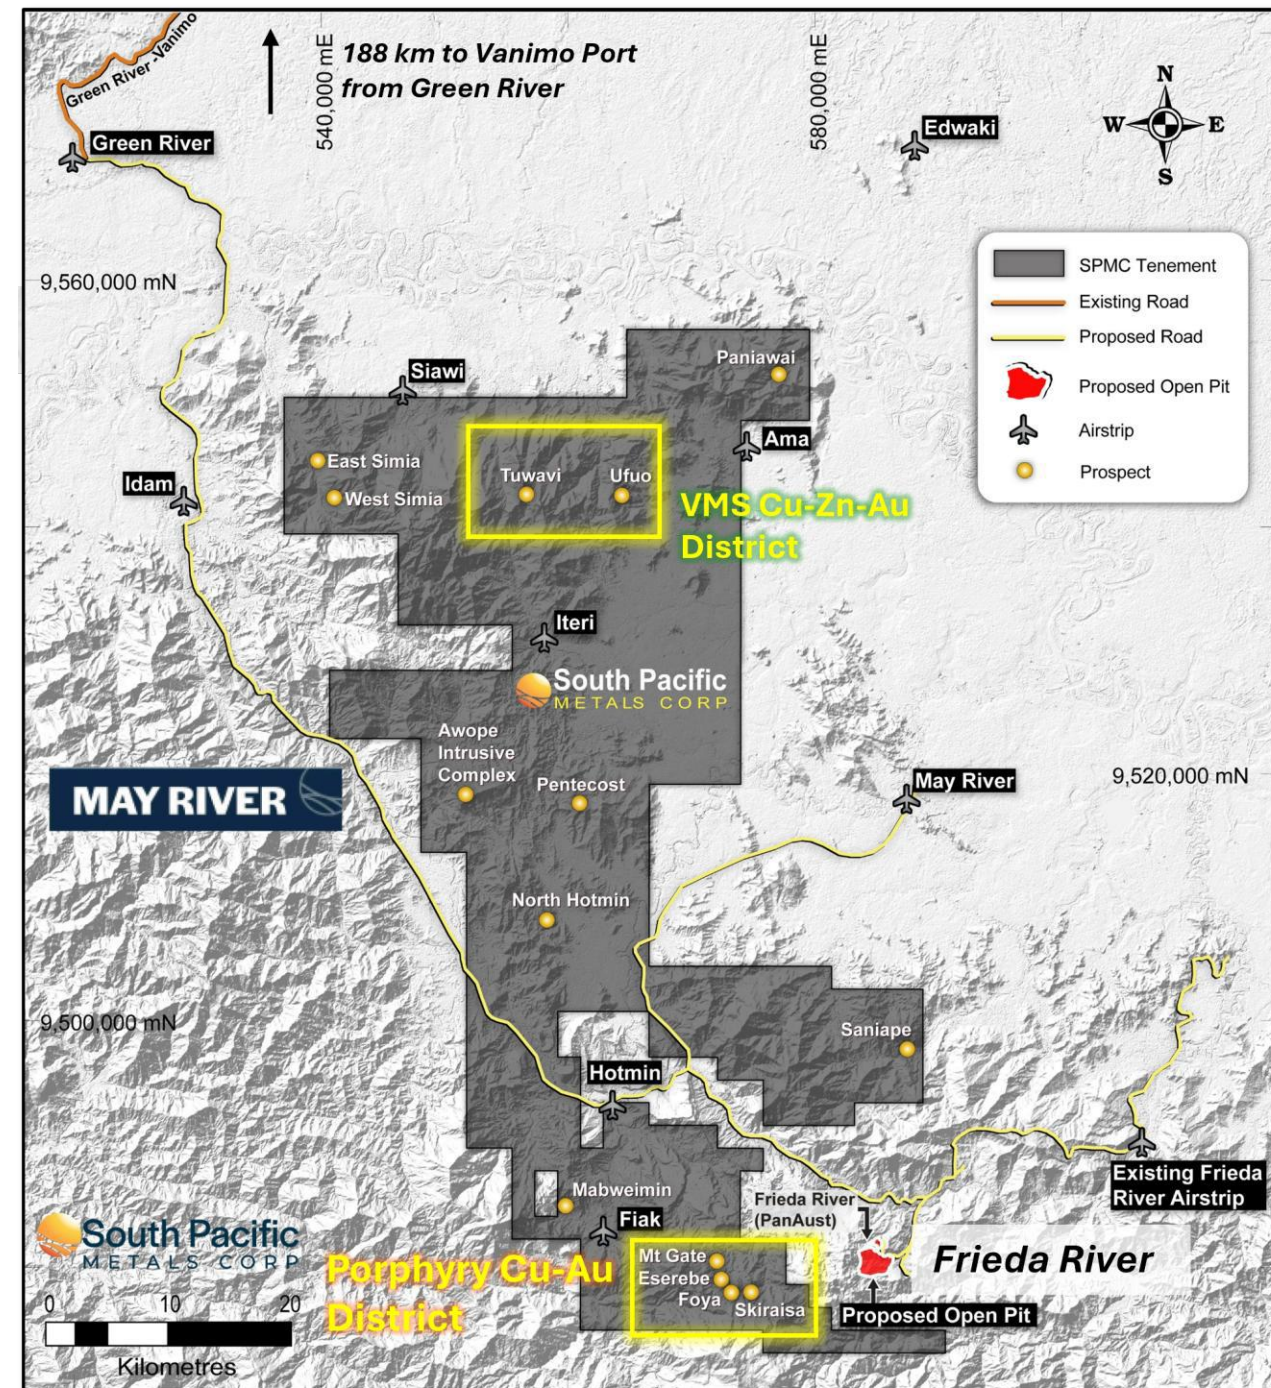 Green River -Vanimo
188 km to Vanimo Port
from Green River
540,000 mE
580,000 mE
N
W
E
S
Green River
Edwaki
9,560,000 mN
SPMC Tenement
Existing Road
Proposed Road
Proposed Open Pit
Airstrip
Prospect
Paniawai
Siawi
Ama
East Simia
West Simia
Idam
Tuwavi
Ufuo
VMS Cu-Zn-Au
District
Iteri
South Pacific
METALS CORP
Awope
Intrusive
Complex
Pentecost
MAY RIVER
May River
9,520,000 mN
North Hotmin
9,500,000 mN
Saniape
Hotmin
Existing Frieda
River Airstrip
Mabweimin
Fiak
Frieda River
(PanAust)
South Pacific
METALS CORP
Porphyry Cu-Au
District
Mt Gate
Eserebe
Foya
Skiraisa
Frieda River
Proposed Open Pit
0
10
20
Kilometres